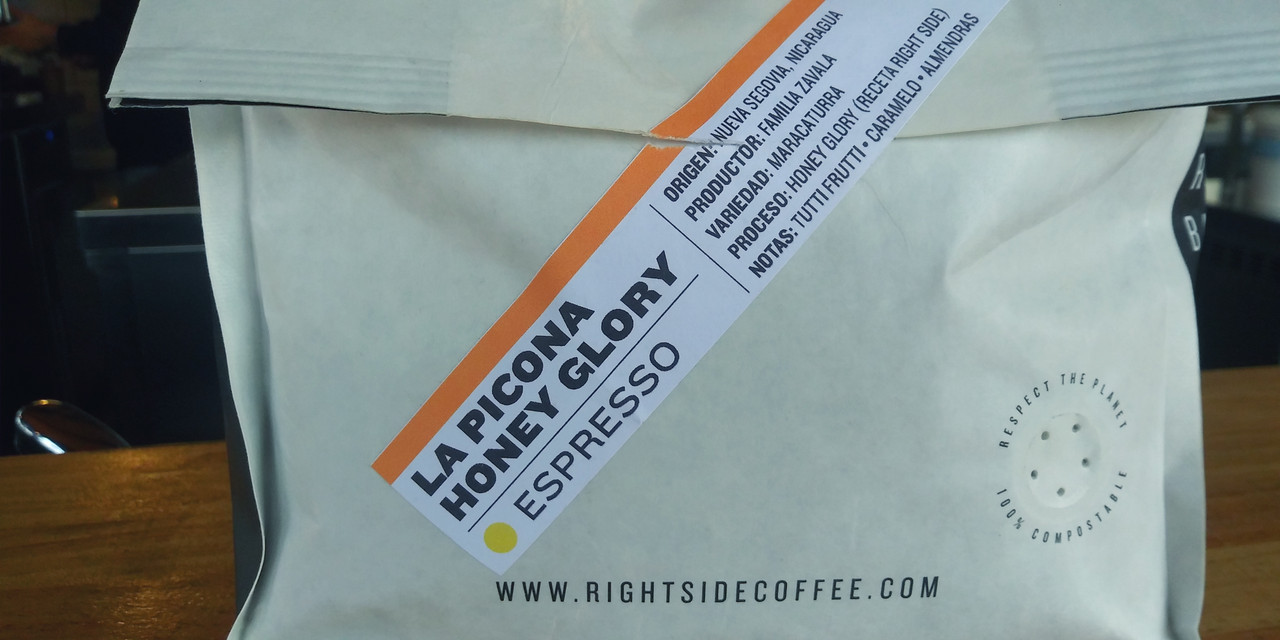 LA PICONA
HONEY GLORY
ESPRESSO
ORIGEN: NUEVA SEGOVIA, NICARAGUA
PRODUCTOR: FAMILIA ZAVALA
VARIEDAD: MARACATURRA
PROCESO: HONEY GLORY (RECETA RIGHT SIDE)
NOTAS: TUTTI FRUTTI • CARAMELO • ALMENDRAS
RESPECT THE PLANET
100% COMPOSTABLE
WWW.RIGHTSIDECOFFEE.COM